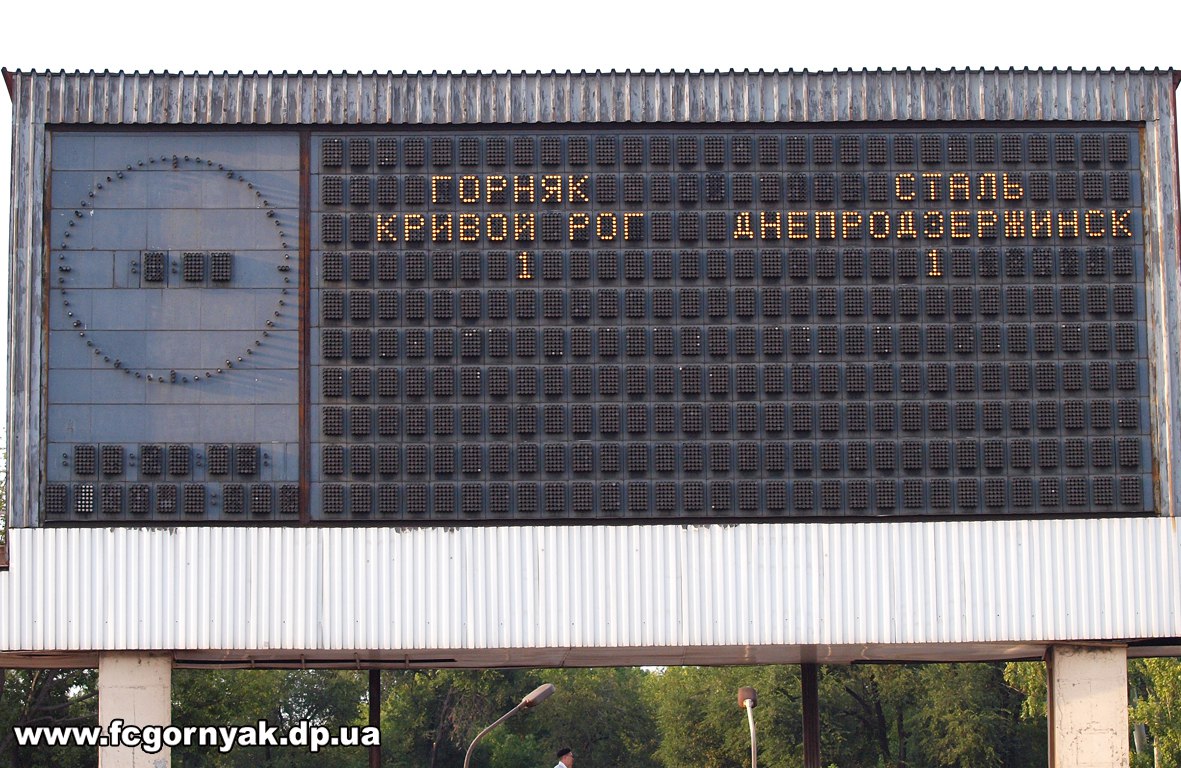 ГОРНЯК СТАЛЬ
КРИВОЙ РОГ ДНЕПРОДЗЕРЖИНСК
1 1
www.fcgornyak.dp.ua